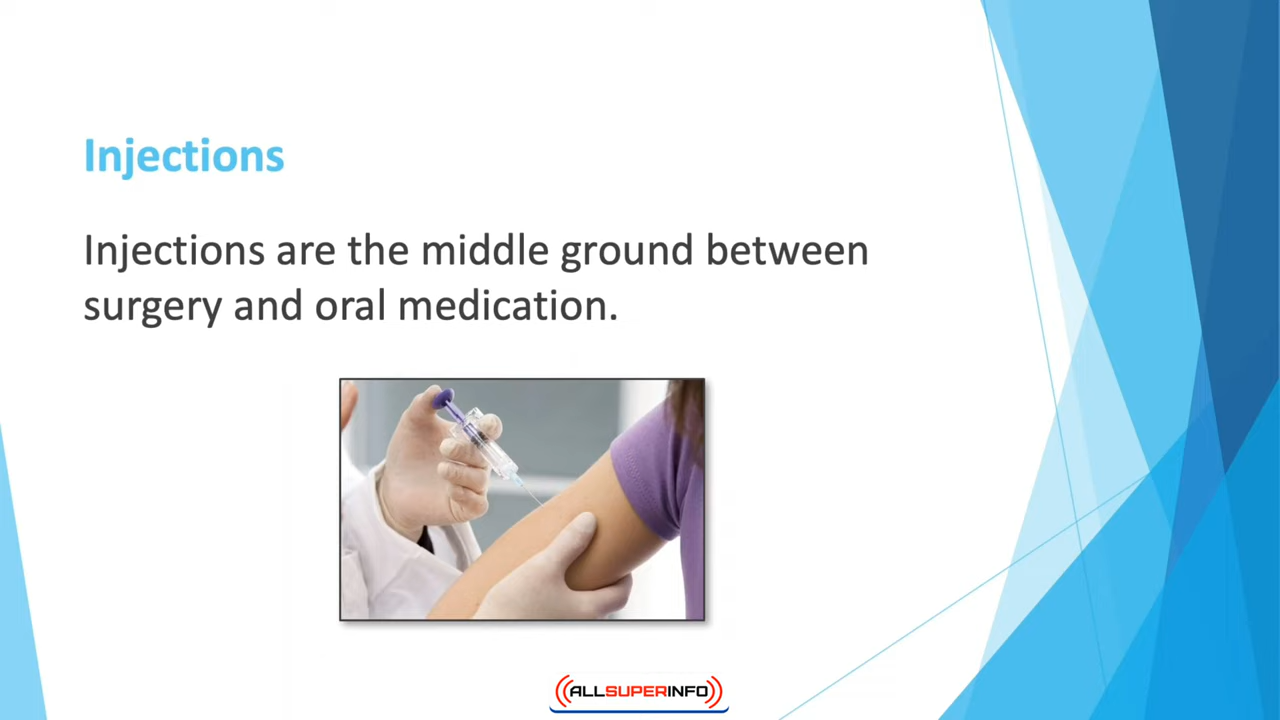 Injections
Injections are the middle ground between
surgery and oral medication.
ALLSUPERINFO